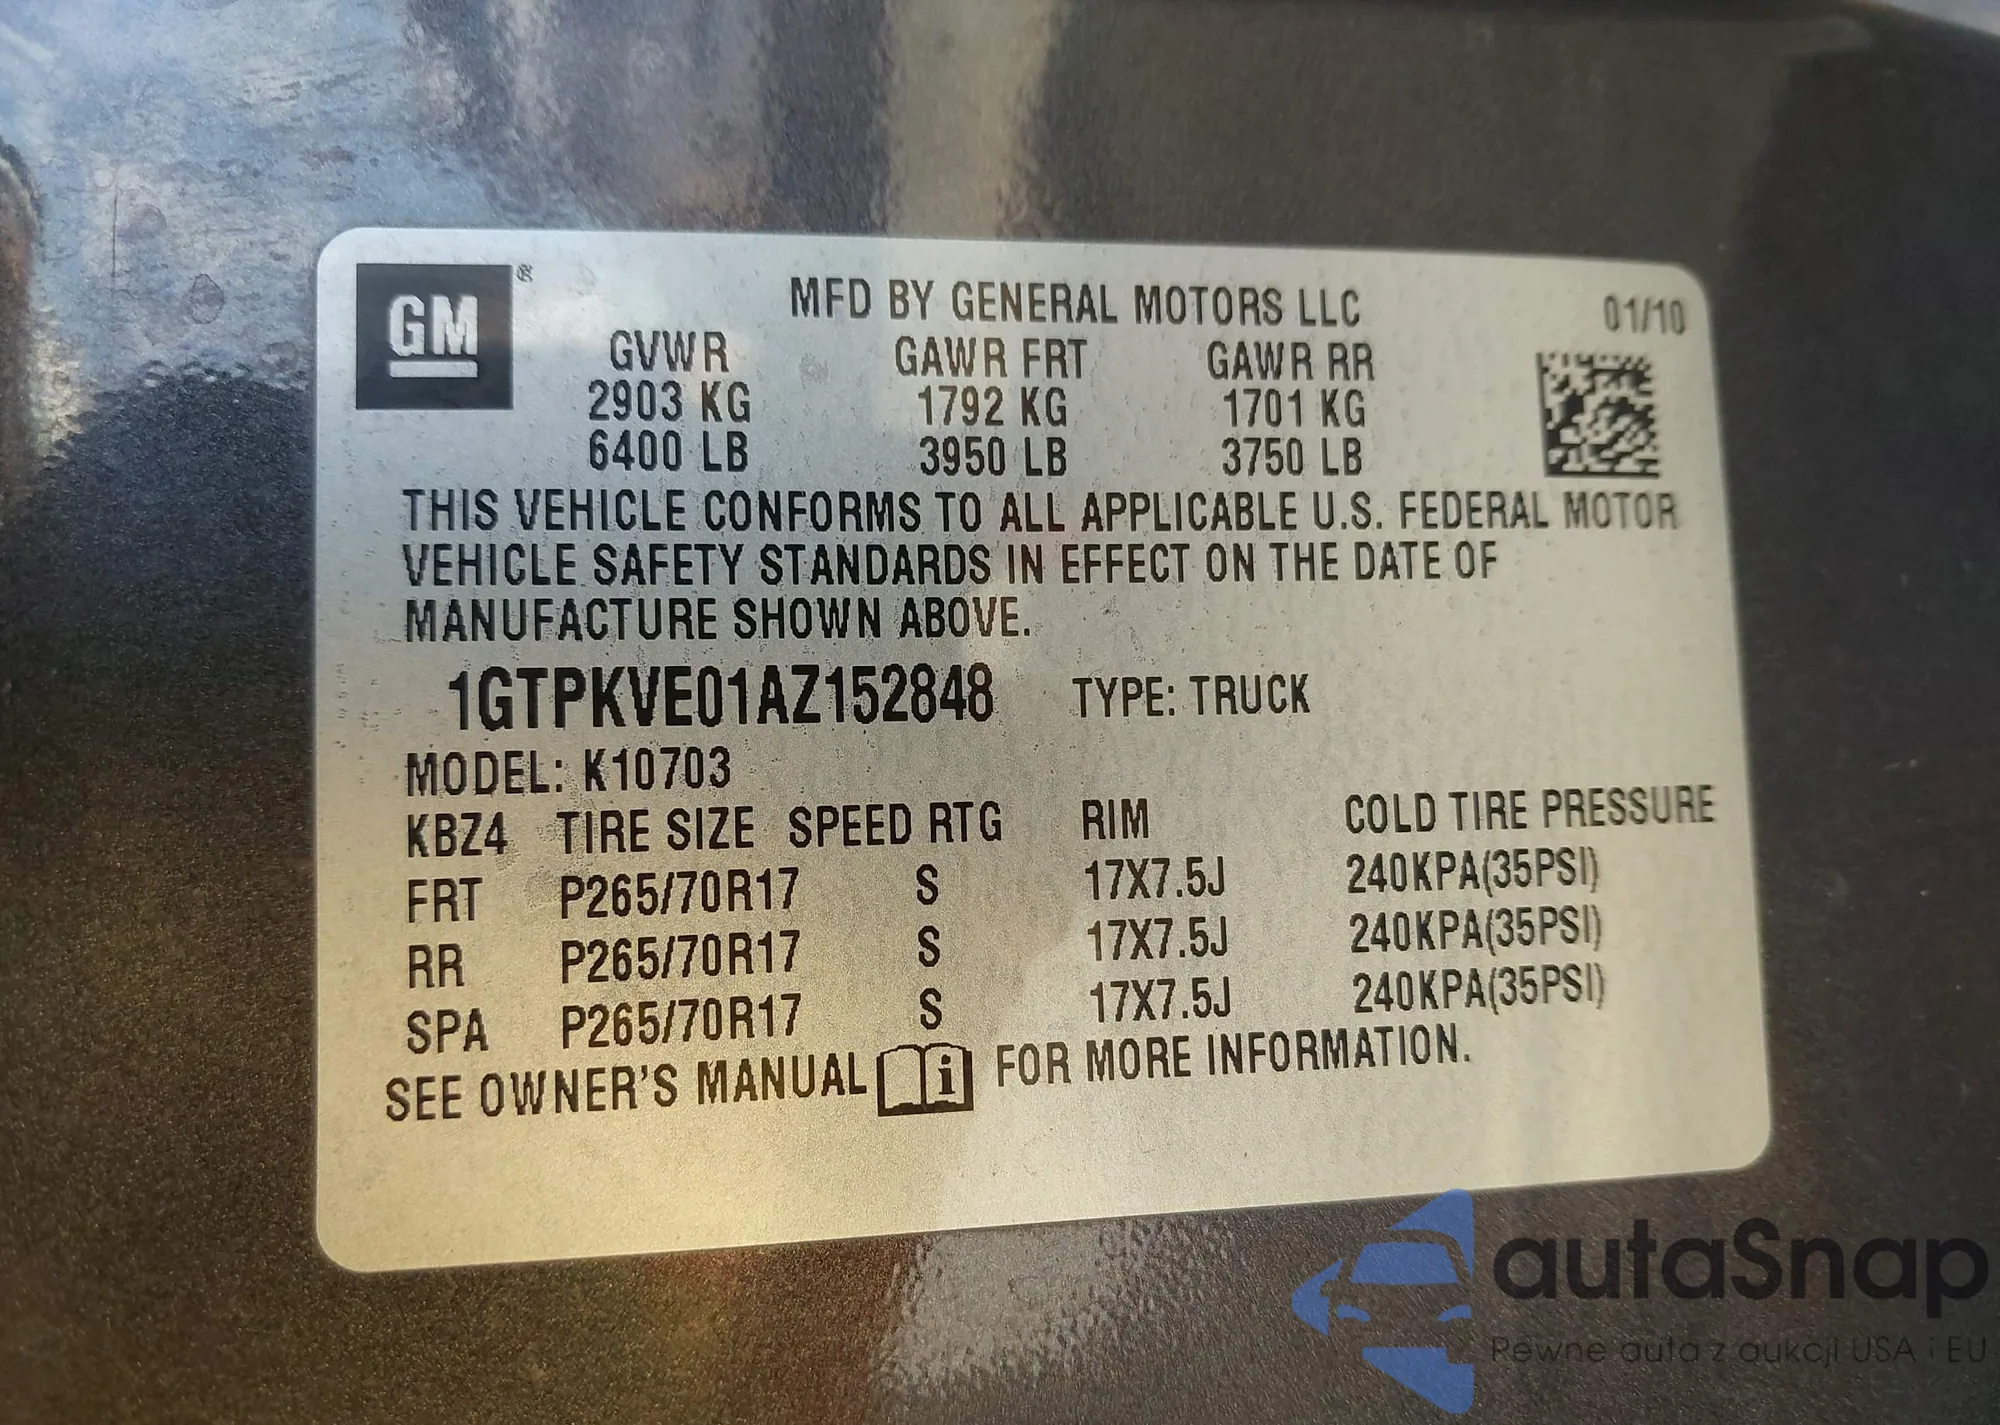 GM ®
MFD BY GENERAL MOTORS LLC 01/10
GVWR GAWR FRT GAWR RR
2903 KG 1792 KG 1701 KG
6400 LB 3950 LB 3750 LB
THIS VEHICLE CONFORMS TO ALL APPLICABLE U.S. FEDERAL MOTOR
VEHICLE SAFETY STANDARDS IN EFFECT ON THE DATE OF
MANUFACTURE SHOWN ABOVE.
1GTPKVE01AZ152848 TYPE: TRUCK
MODEL: K10703
KBZ4 TIRE SIZE SPEED RTG RIM COLD TIRE PRESSURE
FRT P265/70R17 S 17X7.5J 240KPA(35PSI)
RR P265/70R17 S 17X7.5J 240KPA(35PSI)
SPA P265/70R17 S 17X7.5J 240KPA(35PSI)
SEE OWNER'S MANUAL i FOR MORE INFORMATION.
autaSnap
Pewne auta z aukcji USA i EU